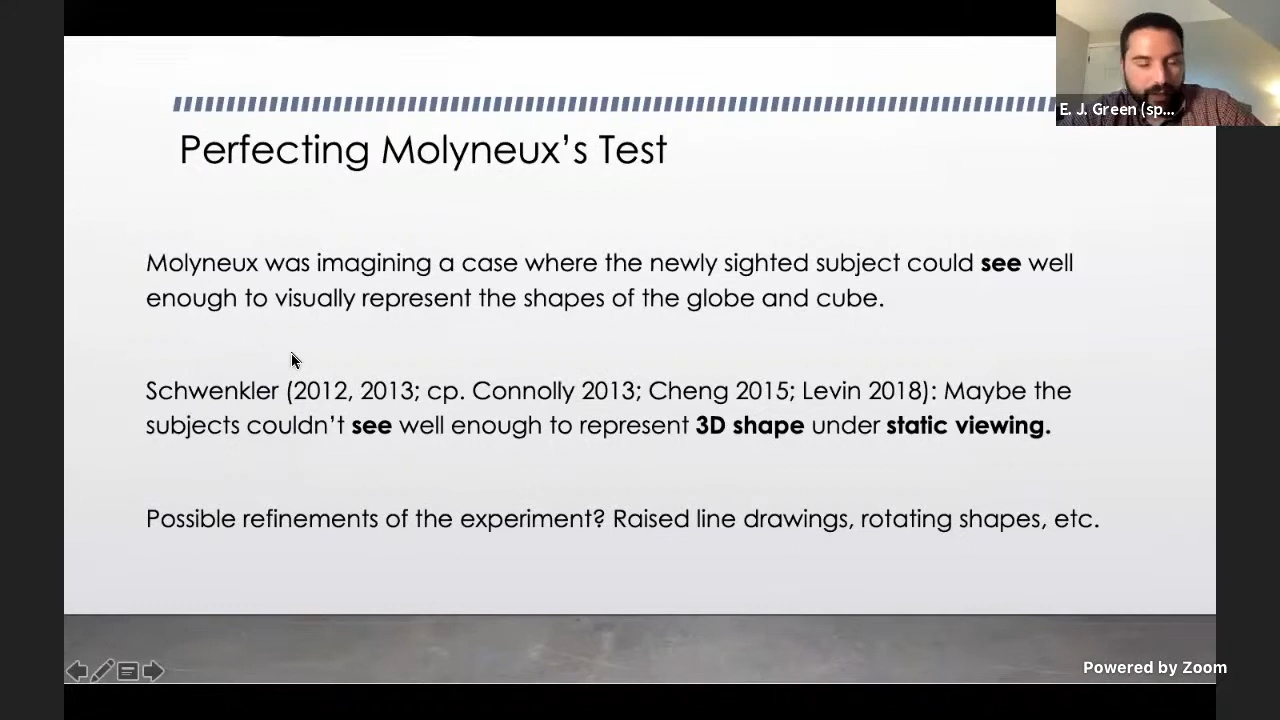 E. J. Green (sp...
Perfecting Molyneux’s Test
Molyneux was imagining a case where the newly sighted subject could see well
enough to visually represent the shapes of the globe and cube.
Schwenkler (2012, 2013; cp. Connolly 2013; Cheng 2015; Levin 2018): Maybe the
subjects couldn’t see well enough to represent 3D shape under static viewing.
Possible refinements of the experiment? Raised line drawings, rotating shapes, etc.
Powered by Zoom